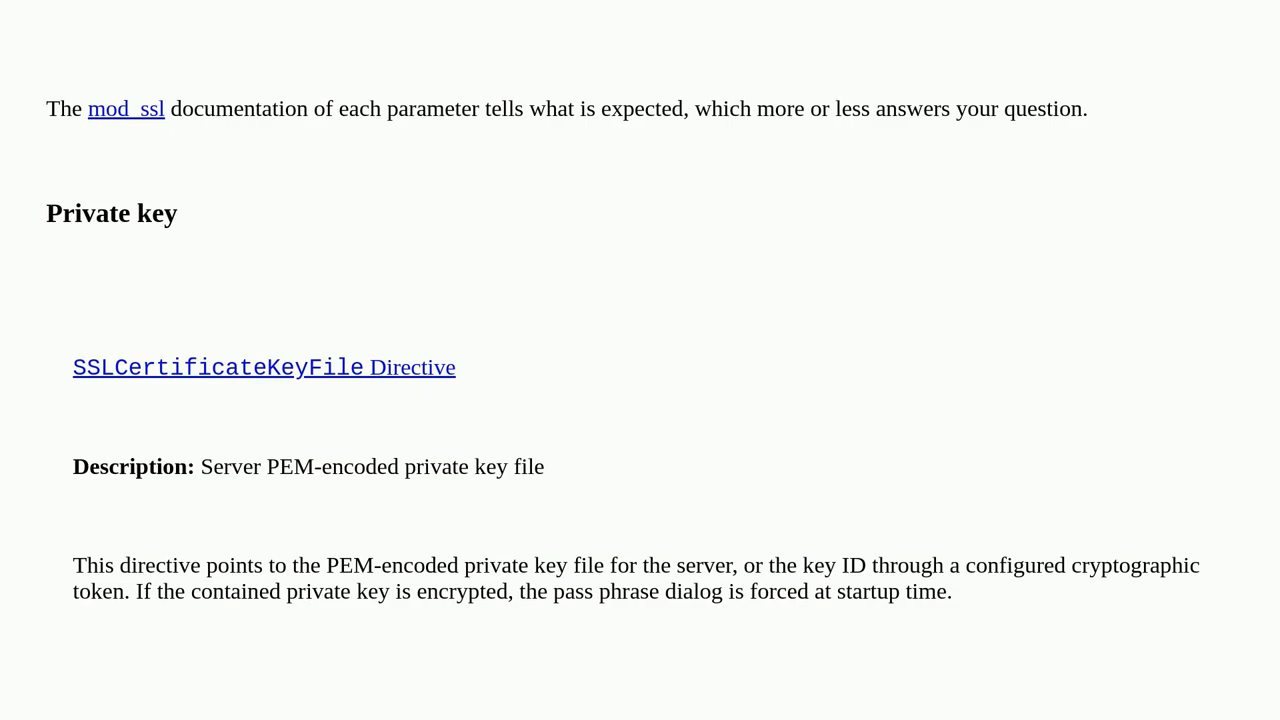 The mod_ssl documentation of each parameter tells what is expected, which more or less answers your question.
Private key
SSLCertificateKeyFile Directive
Description: Server PEM-encoded private key file
This directive points to the PEM-encoded private key file for the server, or the key ID through a configured cryptographic
token. If the contained private key is encrypted, the pass phrase dialog is forced at startup time.